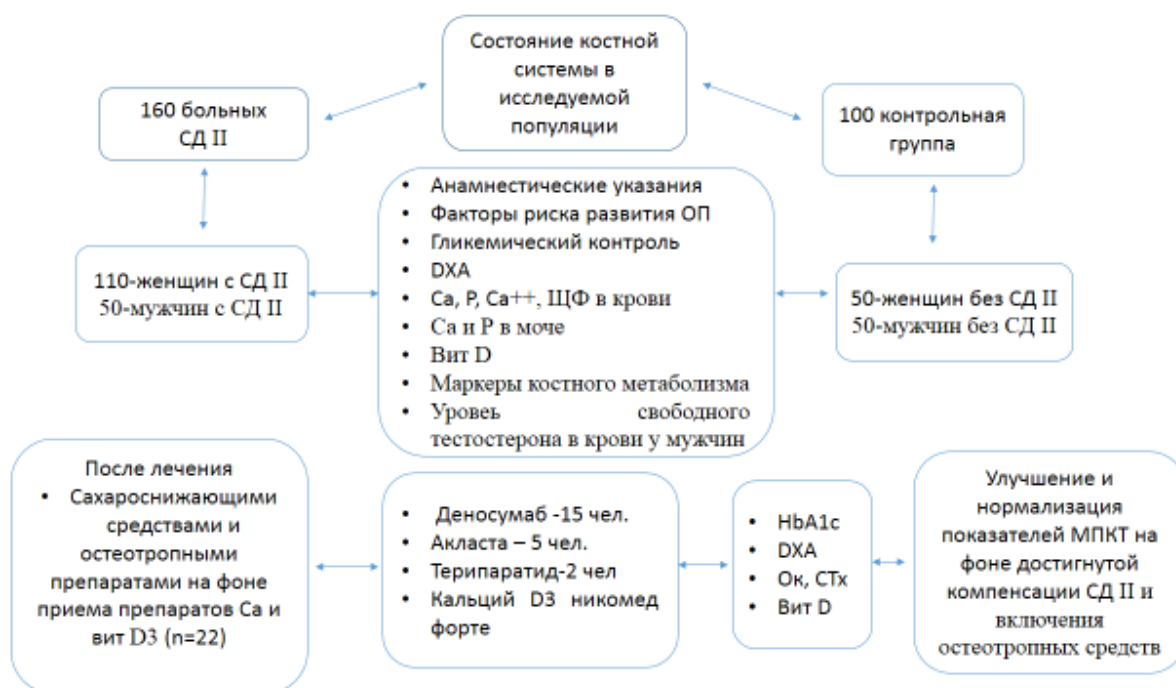 Состояние костной
системы в
исследуемой
популяции
160 больных
СД II
100 контрольная
группа
• Анамнестические указания
• Факторы риска развития ОП
• Гликемический контроль
• DXA
• Ca, P, Ca++, ЩФ в крови
• Ca и P в моче
• Вит D
• Маркеры костного метаболизма
• Уровеь свободного
тестостерона в крови у мужчин
110-женщин с СД II
50-мужчин с СД II
50-женщин без СД II
50-мужчин без СД II
После лечения
• Сахароснижающими
средствами и
остеотропными
препаратами на фоне
приема препаратов Ca и
вит D3 (n=22)
• Деносумаб -15 чел.
• Акласта – 5 чел.
• Терипаратид-2 чел
• Кальций D3 никомед
форте
• HbA1c
• DXA
• Ок, СТх
• Вит D
Улучшение и
нормализация
показателей МПКТ на
фоне достигнутой
компенсации СД II и
включения
остеотропных средств